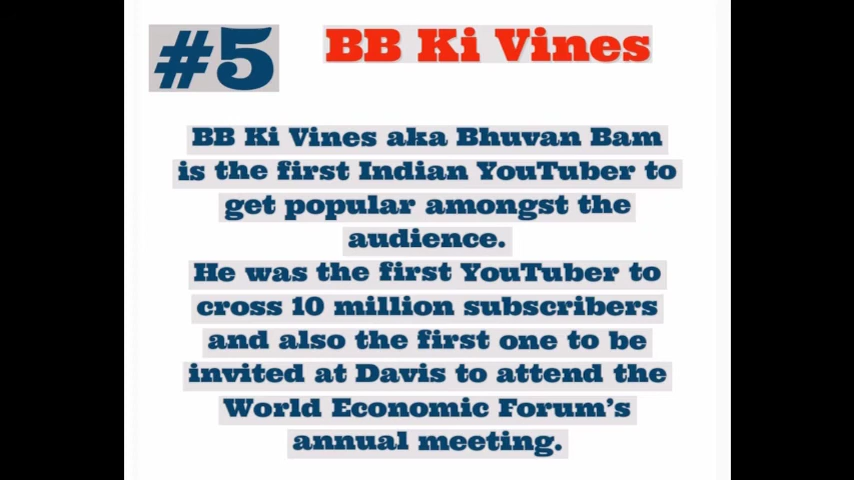 #5
BB Ki Vines
BB Ki Vines aka Bhuvan Bam
is the first Indian YouTuber to
get popular amongst the
audience.
He was the first YouTuber to
cross 10 million subscribers
and also the first one to be
invited at Davis to attend the
World Economic Forum's
annual meeting.